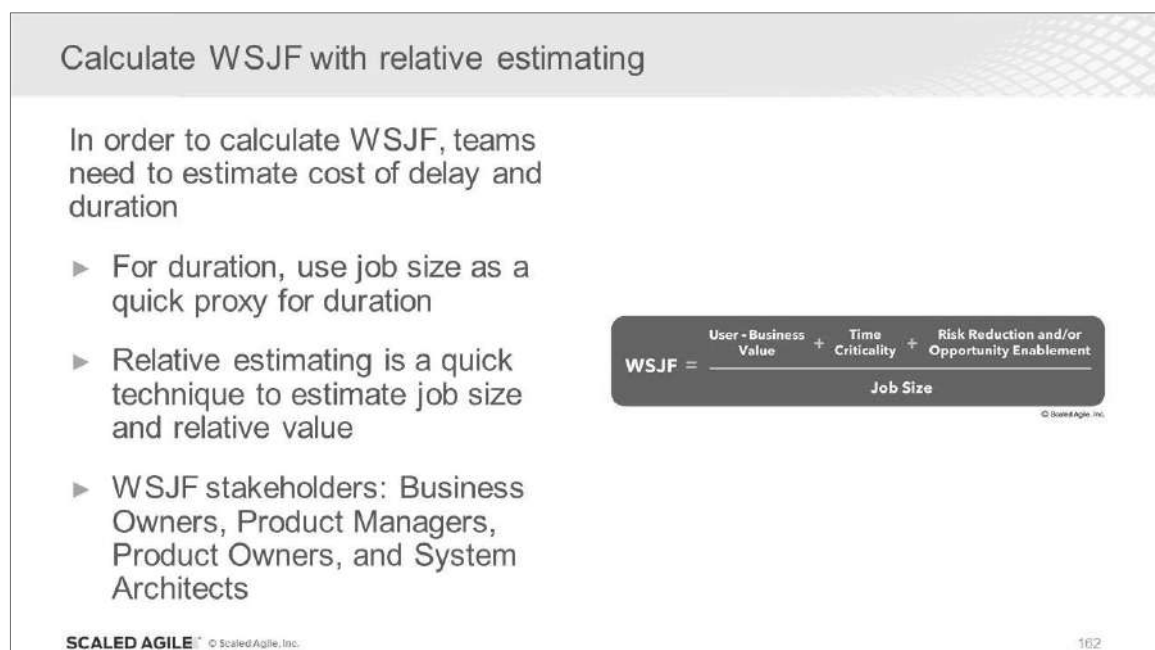 Calculate WSJF with relative estimating
In order to calculate WSJF, teams
need to estimate cost of delay and
duration
► For duration, use job size as a
quick proxy for duration
► Relative estimating is a quick
technique to estimate job size
and relative value
► WSJF stakeholders: Business
Owners, Product Managers,
Product Owners, and System
Architects
WSJF = User - Business Value + Time Criticality + Risk Reduction and/or Opportunity Enablement
Job Size
© Scaled Agile, Inc.
SCALED AGILE © Scaled Agile, Inc.
162